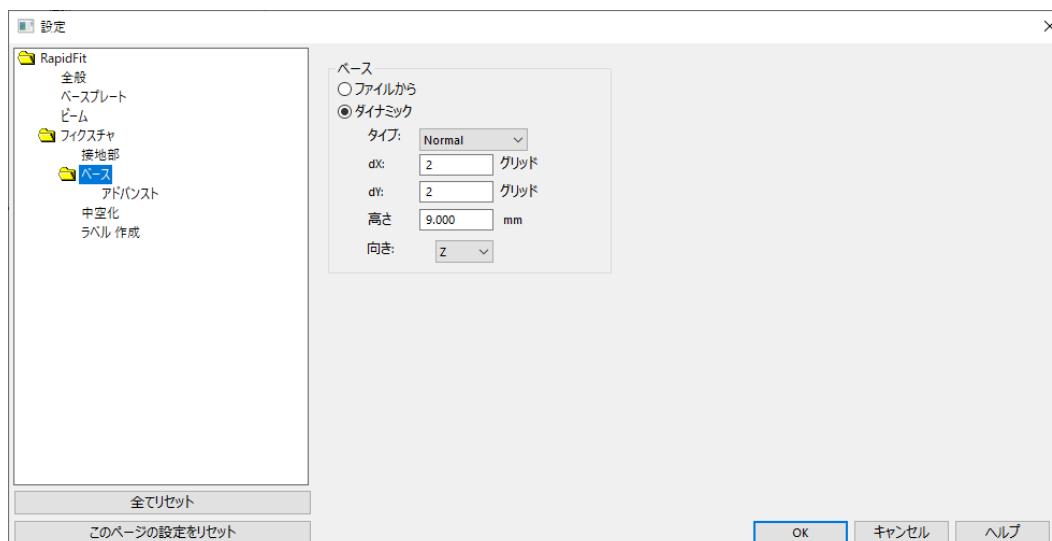 設定
RapidFit
全般
ベースプレート
ビーム
フィクスチャ
接地部
ベース
アドバンスト
中空化
ラベル 作成
全てリセット
このページの設定をリセット
ベース
ファイルから
ダイナミック
タイプ: Normal
dX: 2 グリッド
dY: 2 グリッド
高さ 9.000 mm
向き: Z
OK キャンセル ヘルプ